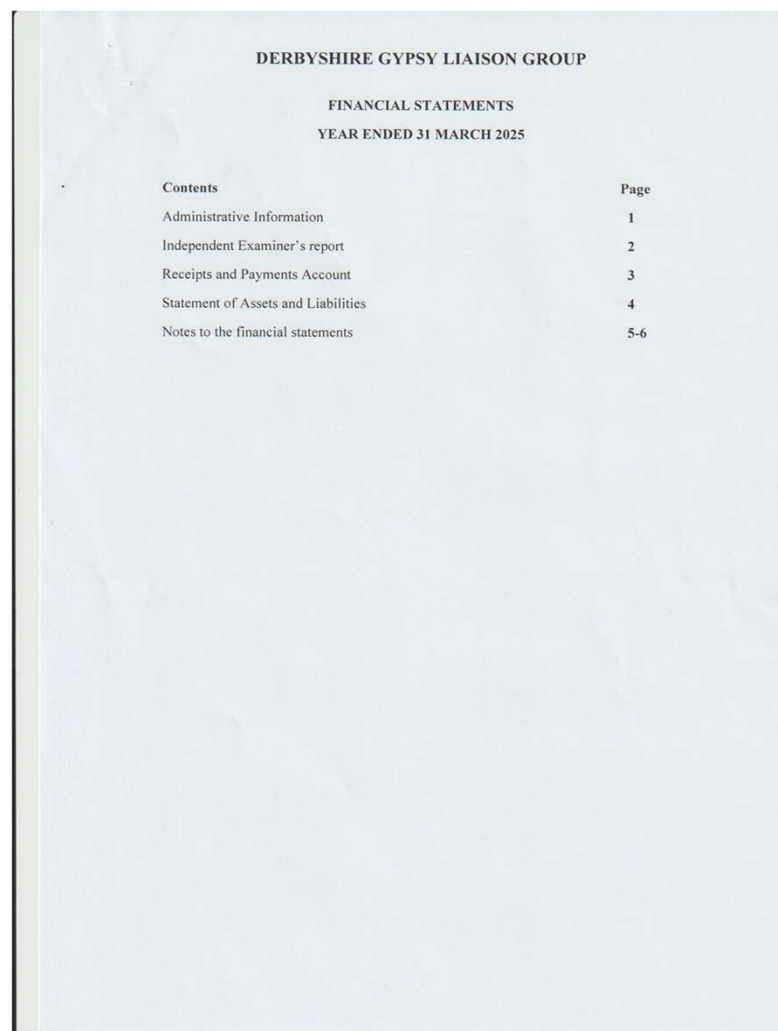 DERBYSHIRE GYPSY LIAISON GROUP
FINANCIAL STATEMENTS
YEAR ENDED 31 MARCH 2025
Contents Page
Administrative Information 1
Independent Examiner's report 2
Receipts and Payments Account 3
Statement of Assets and Liabilities 4
Notes to the financial statements 5-6